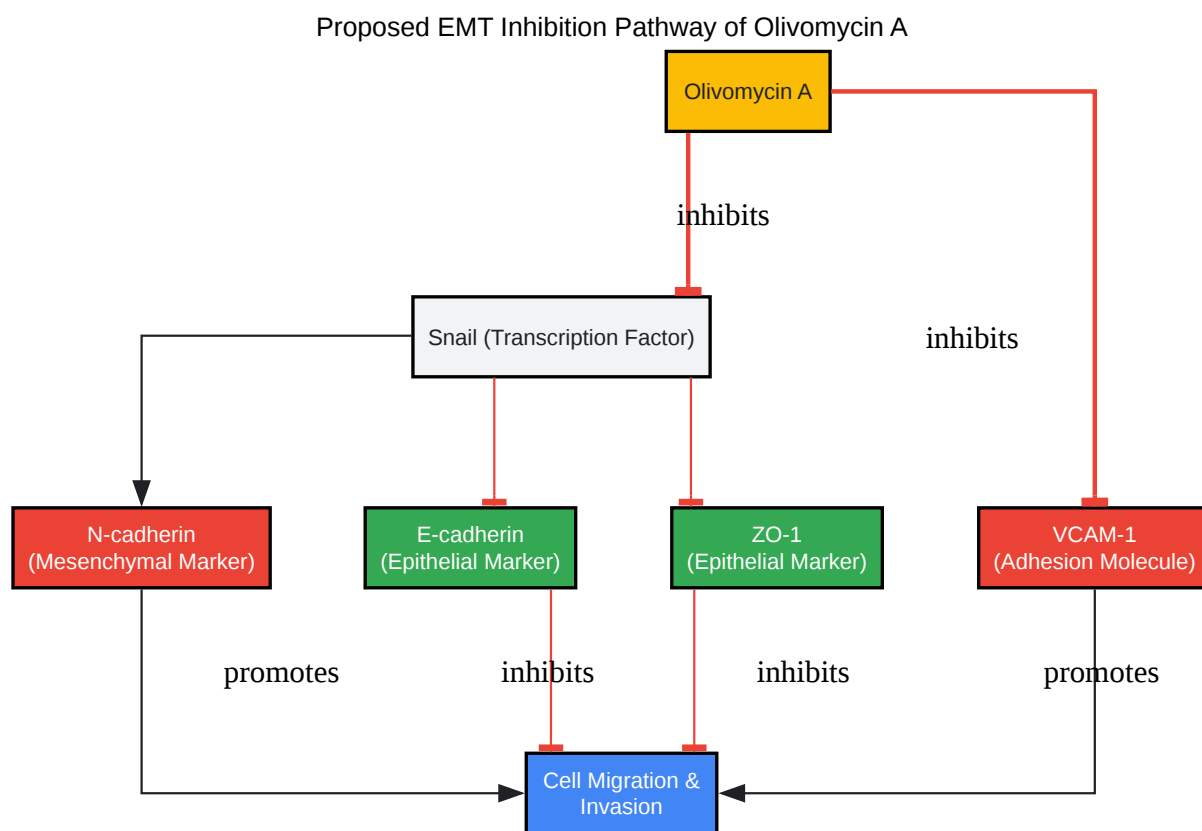 Proposed EMT Inhibition Pathway of Olivomycin A
Olivomycin A
inhibits
Snail (Transcription Factor)
inhibits
N-cadherin
(Mesenchymal Marker)
E-cadherin
(Epithelial Marker)
ZO-1
(Epithelial Marker)
VCAM-1
(Adhesion Molecule)
promotes
inhibits
inhibits
promotes
Cell Migration &
Invasion